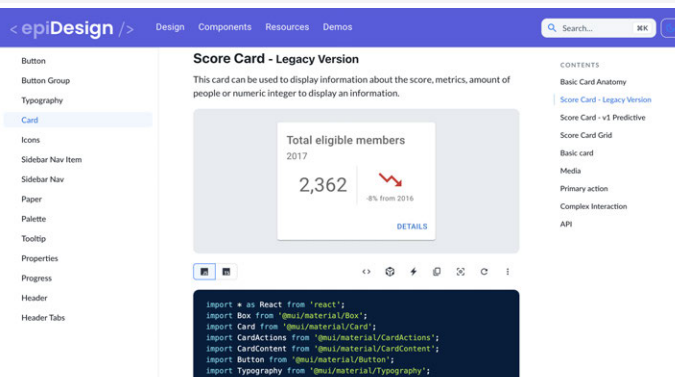 <epiDesign/>
Design Components Resources Demos
Search... ⌘K
Button
Button Group
Typography
Card
Icons
Sidebar Nav Item
Sidebar Nav
Paper
Palette
Tooltip
Properties
Progress
Header
Header Tabs
Score Card - Legacy Version
This card can be used to display information about the score, metrics, amount of
people or numeric integer to display an information.
Total eligible members
2017
2,362
-8% from 2016
DETAILS
import * as React from 'react';
import Box from '@mui/material/Box';
import Card from '@mui/material/Card';
import CardActions from '@mui/material/CardActions';
import CardContent from '@mui/material/CardContent';
import Button from '@mui/material/Button';
import Typography from '@mui/material/Typography';
CONTENTS
Basic Card Anatomy
Score Card - Legacy Version
Score Card - v1 Predictive
Score Card Grid
Basic card
Media
Primary action
Complex Interaction
API